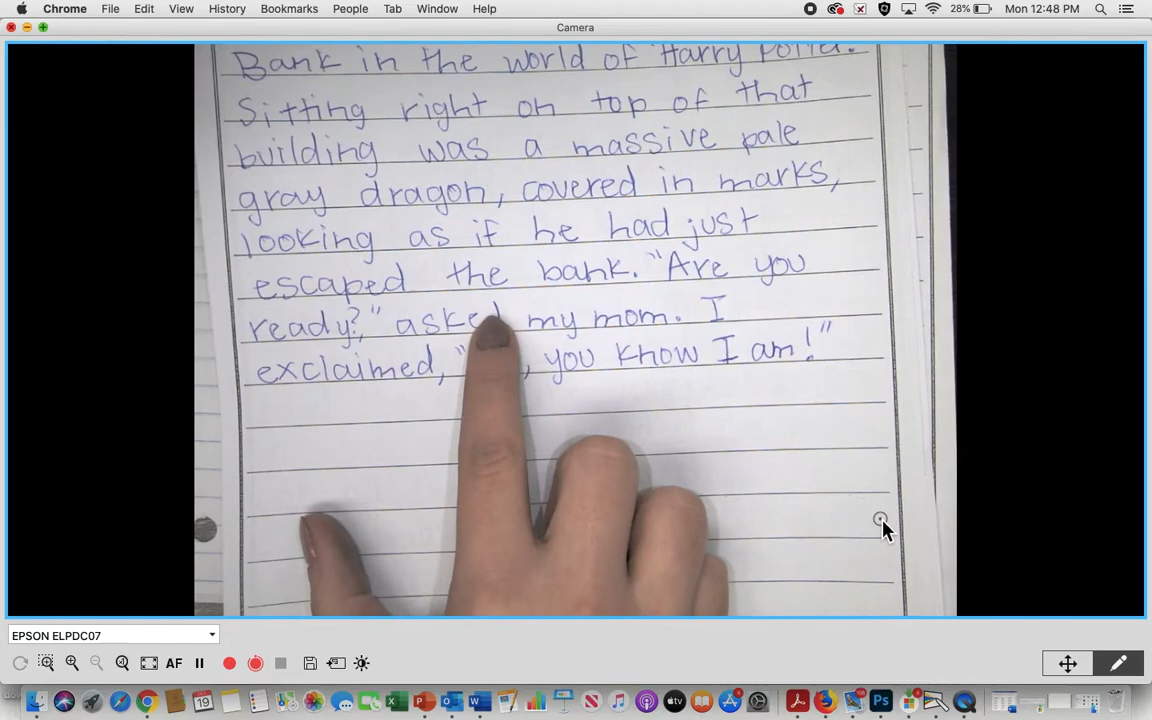 Chrome File Edit View History Bookmarks People Tab Window Help 28% Mon 12:48 PM
Camera
Bank in the world of Harry Potter.
Sitting right on top of that
building was a massive pale
gray dragon, covered in marks,
looking as if he had just
escaped the bank. "Are you
ready?," asked my mom. I
exclaimed, " , you know I am!"
EPSON ELPDC07
AF
JUL
19